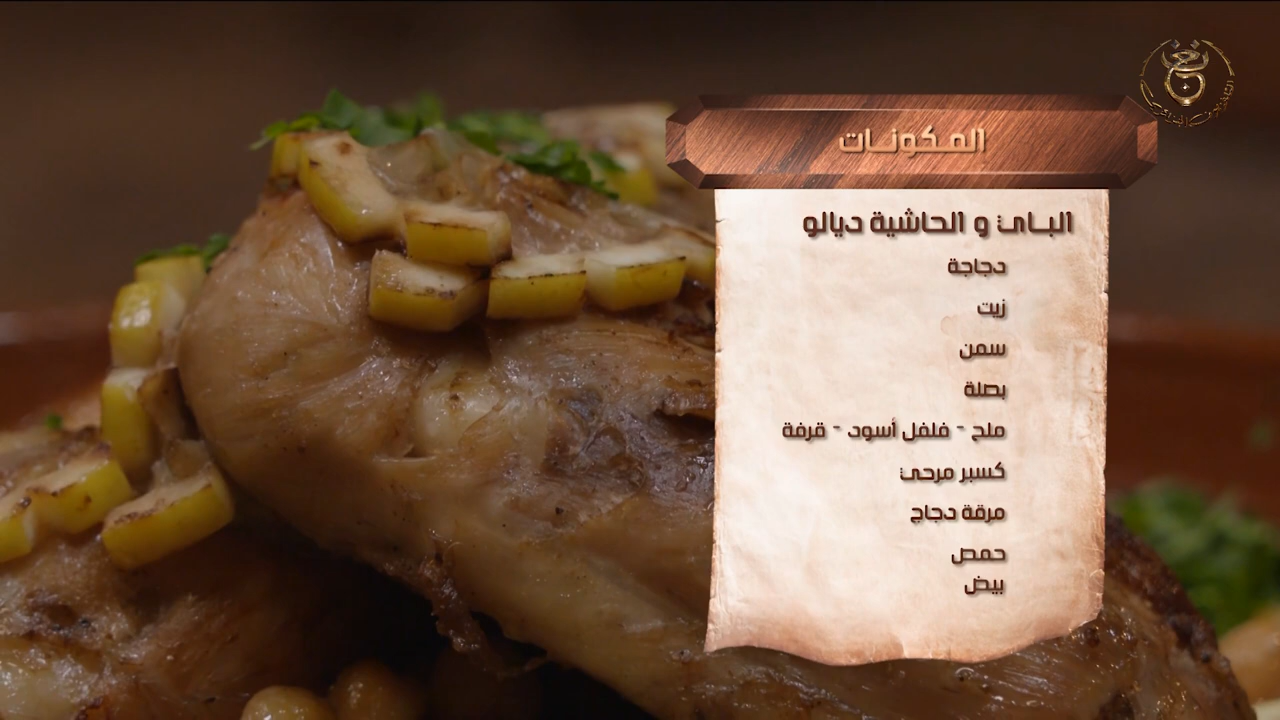 المكونات
الباي و الحاشية ديالو
دجاجة
زيت
سمن
بصلة
ملح - فلفل أسود - قرفة
كسبر مرحي
مرقة دجاج
حمص
بيض